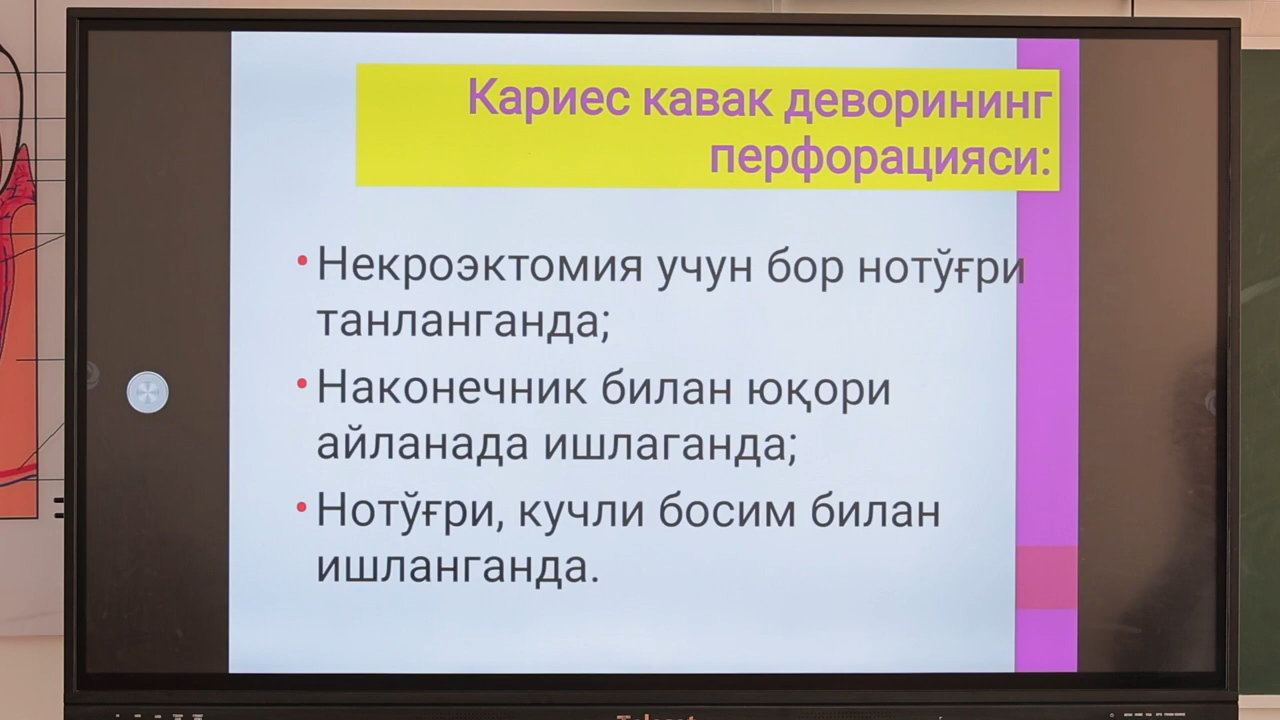 Кариес кавак деворининг
перфорацияси:
•Некроэктомия учун бор нотўғри
танланганда;
•Наконечник билан юқори
айланада ишлаганда;
•Нотўғри, кучли босим билан
ишланганда.